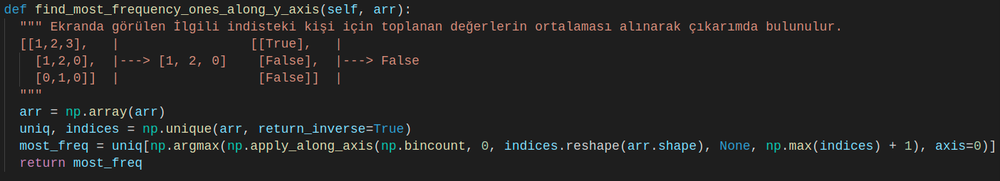 def find_most_frequency_ones_along_y_axis(self, arr):
  """ Ekranda görülen İlgili indisteki kişi için toplanan değerlerin ortalaması alınarak çıkarımda bulunulur.
  [[1,2,3],   |                 [[True],   |
    [1,2,0],  |---> [1, 2, 0]    [False],  |---> False
    [0,1,0]]  |                  [False]]  |
  """
  arr = np.array(arr)
  uniq, indices = np.unique(arr, return_inverse=True)
  most_freq = uniq[np.argmax(np.apply_along_axis(np.bincount, 0, indices.reshape(arr.shape), None, np.max(indices) + 1), axis=0)]
  return most_freq